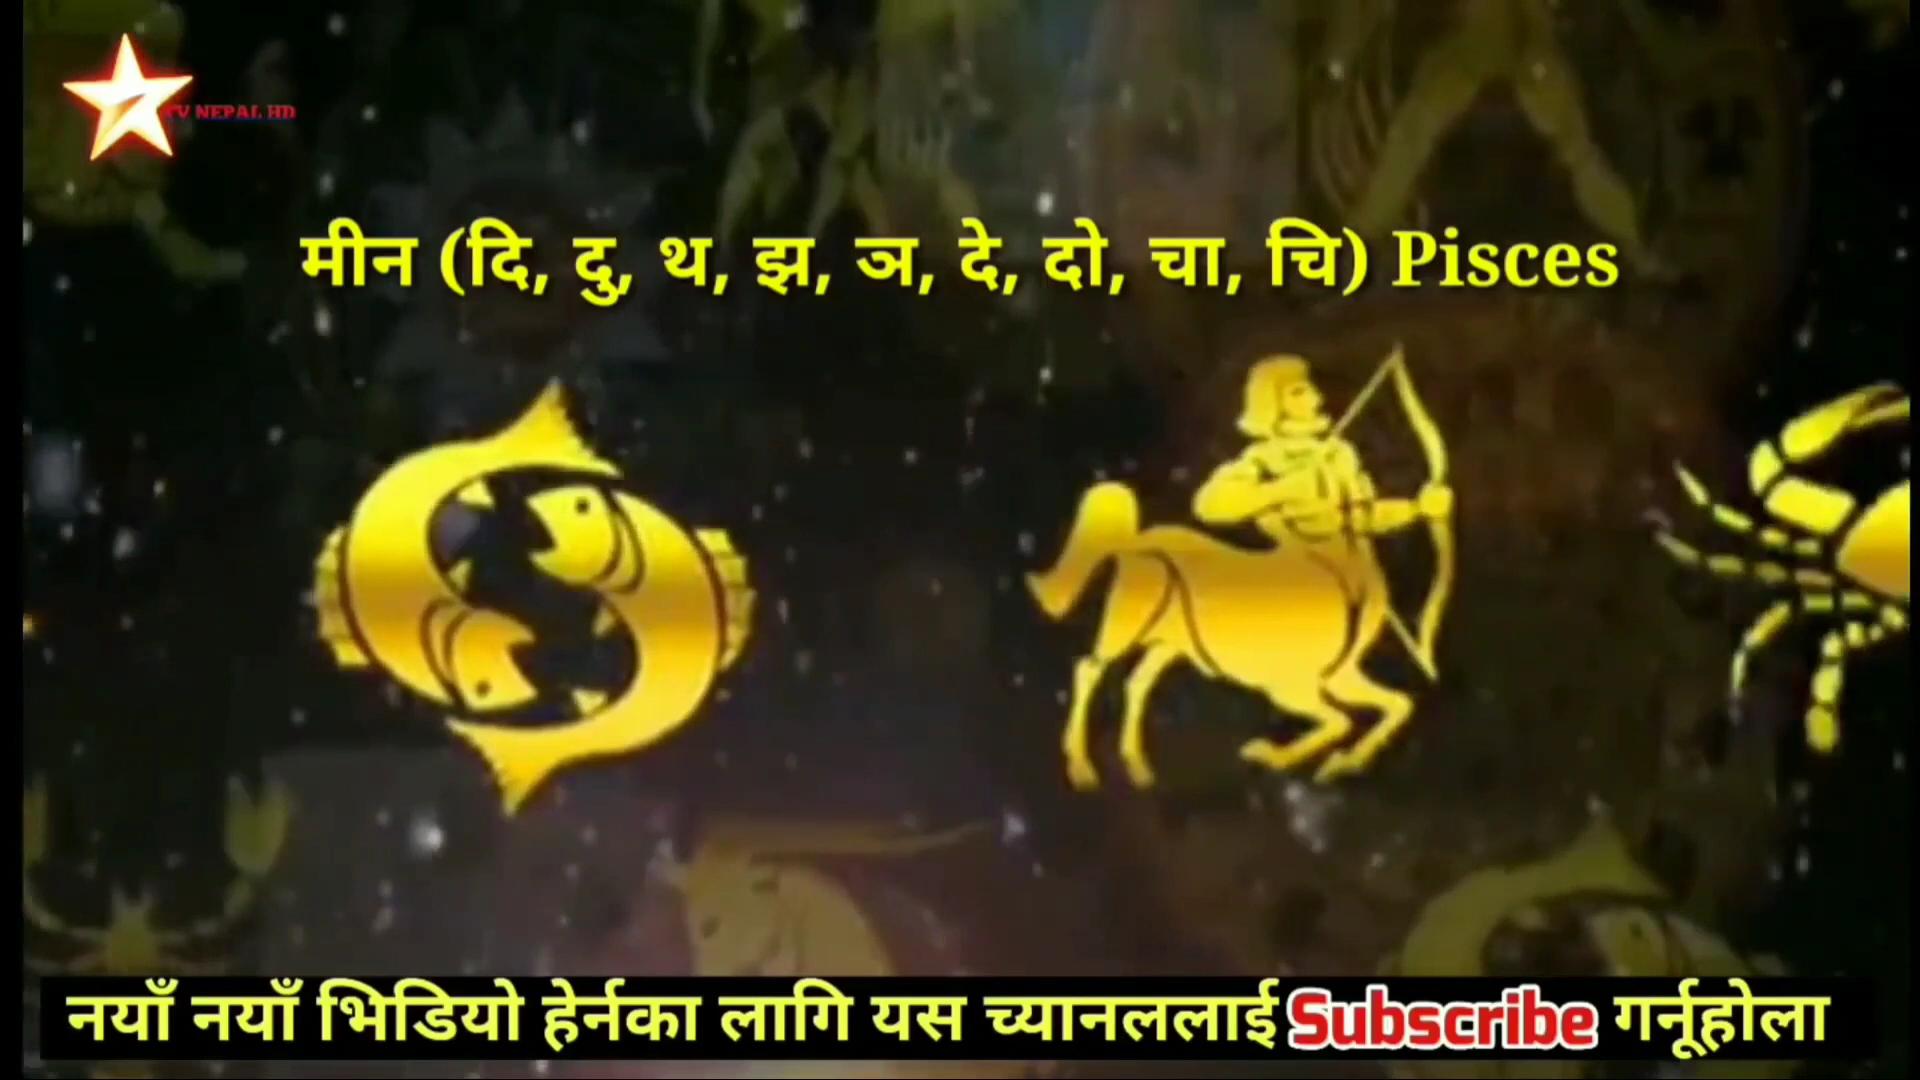 TV NEPAL HD
मीन (दि, दु, थ, झ, ञ, दे, दो, चा, चि) Pisces
नयाँ नयाँ भिडियो हेर्नका लागि यस च्यानललाई Subscribe गर्नूहोला